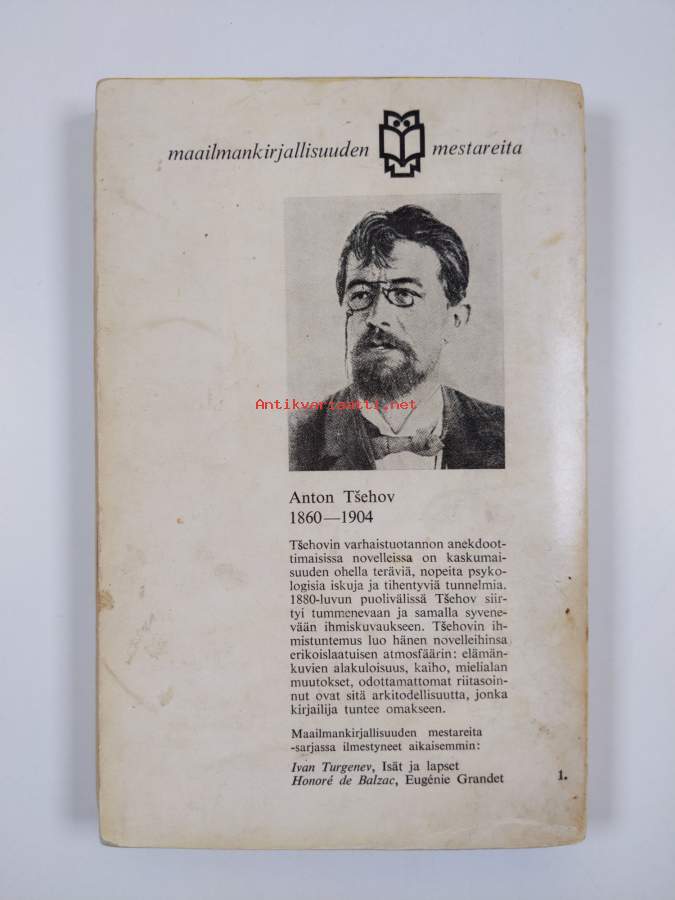 maailmankirjallisuuden mestareita
Antikvariaatti.net
Anton Tšehov
1860—1904
Tšehovin varhaistuotannon anekdoot-
timaisissa novelleissa on kaskumai-
suuden ohella teräviä, nopeita psyko-
logisia iskuja ja tihentyviä tunnelmia.
1880-luvun puolivälissä Tšehov siir-
tyi tummenevaan ja samalla syvene-
vään ihmiskuvaukseen. Tšehovin ih-
mistuntemus luo hänen novelleihinsa
erikoislaatuisen atmosfäärin: elämän-
kuvien alakuloisuus, kaiho, mielialan
muutokset, odottamattomat riitasoin-
nut ovat sitä arkitodellisuutta, jonka
kirjailija tuntee omakseen.
Maailmankirjallisuuden mestareita
-sarjassa ilmestyneet aikaisemmin:
Ivan Turgenev, Isät ja lapset
Honoré de Balzac, Eugénie Grandet
1.